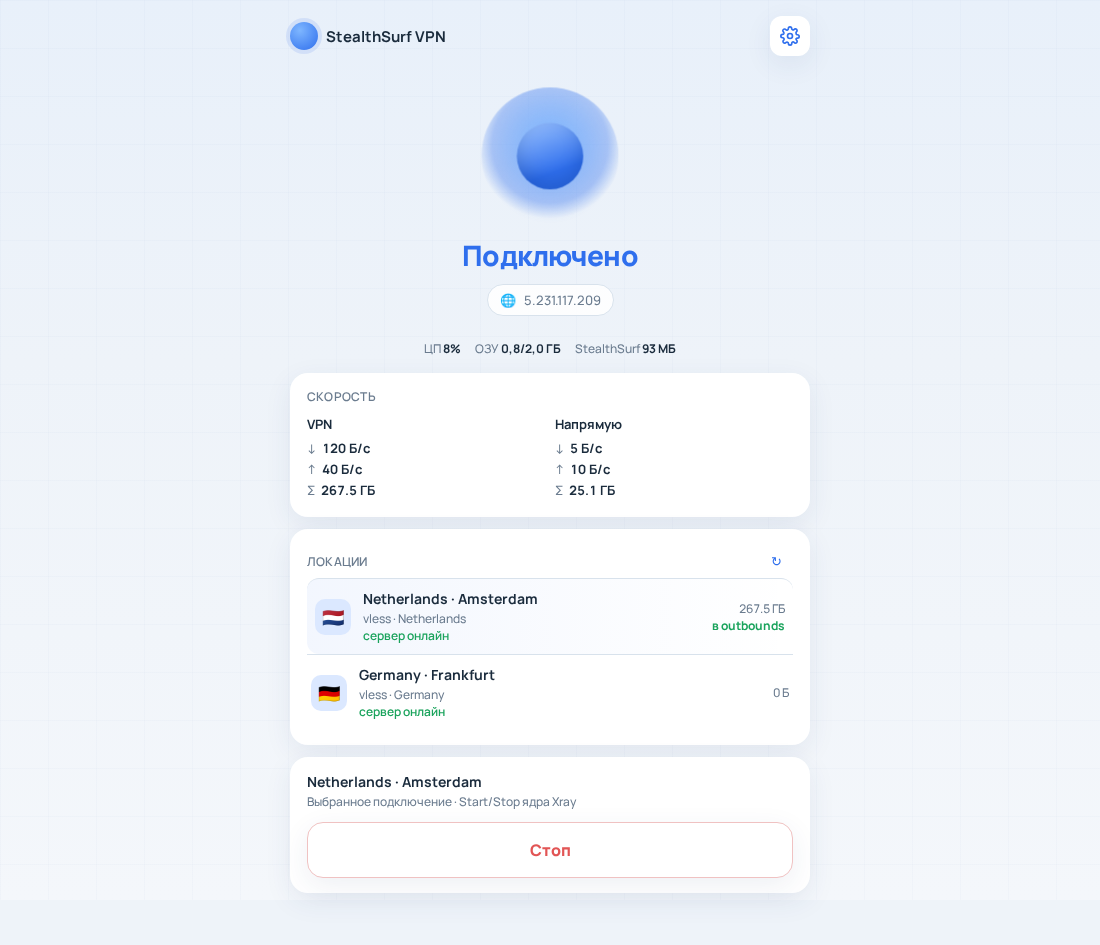 StealthSurf VPN
Подключено
5.231.117.209
ЦП 8% ОЗУ 0,8/2,0 ГБ StealthSurf 93 МБ
СКОРОСТЬ
VPN Напрямую
↓ 120 Б/с ↓ 5 Б/с
↑ 40 Б/с ↑ 10 Б/с
Σ 267.5 ГБ Σ 25.1 ГБ
ЛОКАЦИИ ↻
Netherlands · Amsterdam
267.5 ГБ
vless · Netherlands
в outbounds
сервер онлайн
Germany · Frankfurt
vless · Germany
0 Б
сервер онлайн
Netherlands · Amsterdam
Выбранное подключение · Start/Stop ядра Xray
Стоп